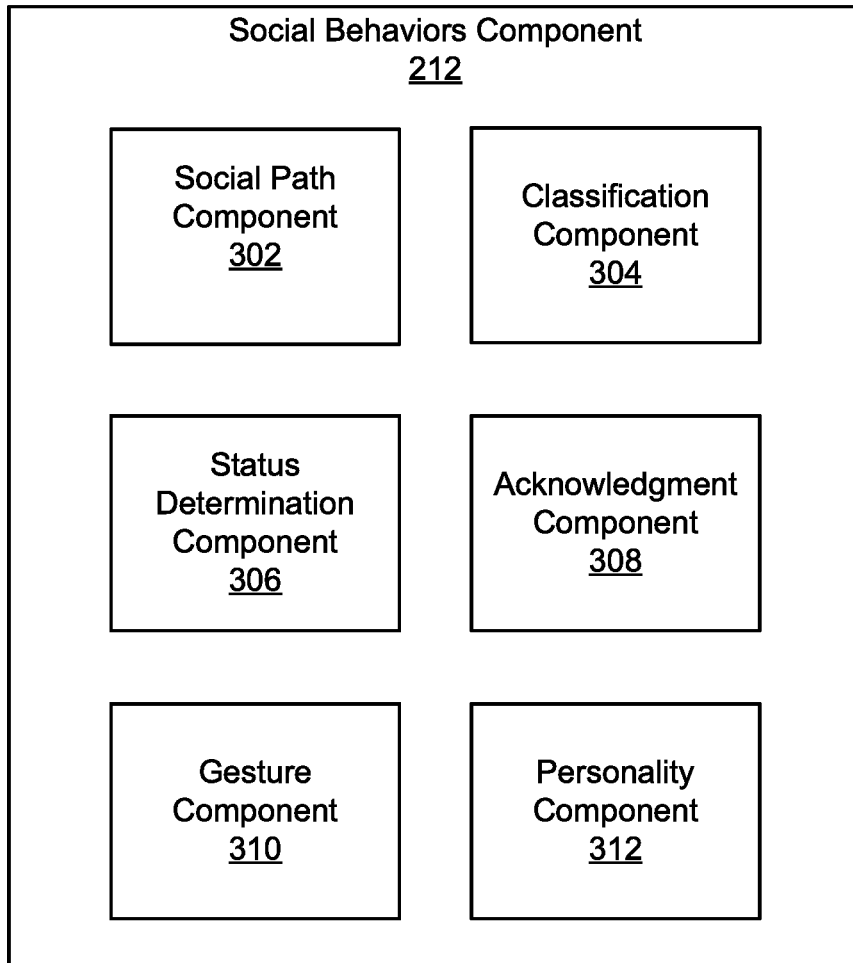 Social Behaviors Component
212
Social Path
Component
302
Classification
Component
304
Status
Determination
Component
306
Acknowledgment
Component
308
Gesture
Component
310
Personality
Component
312